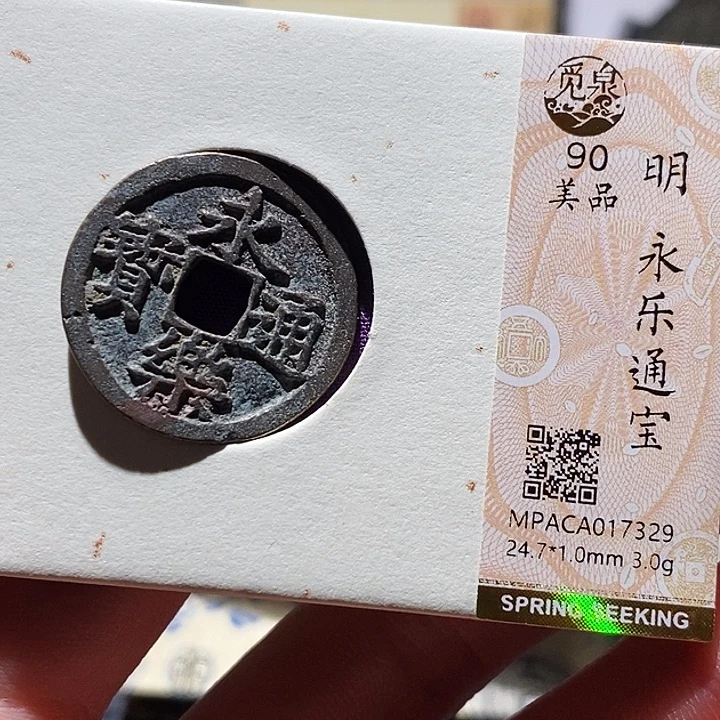 永樂通寶
覓泉
90
美品
明 永乐通宝
MPACA017329
24.7*1.0mm 3.0g
SPRING SEEKING